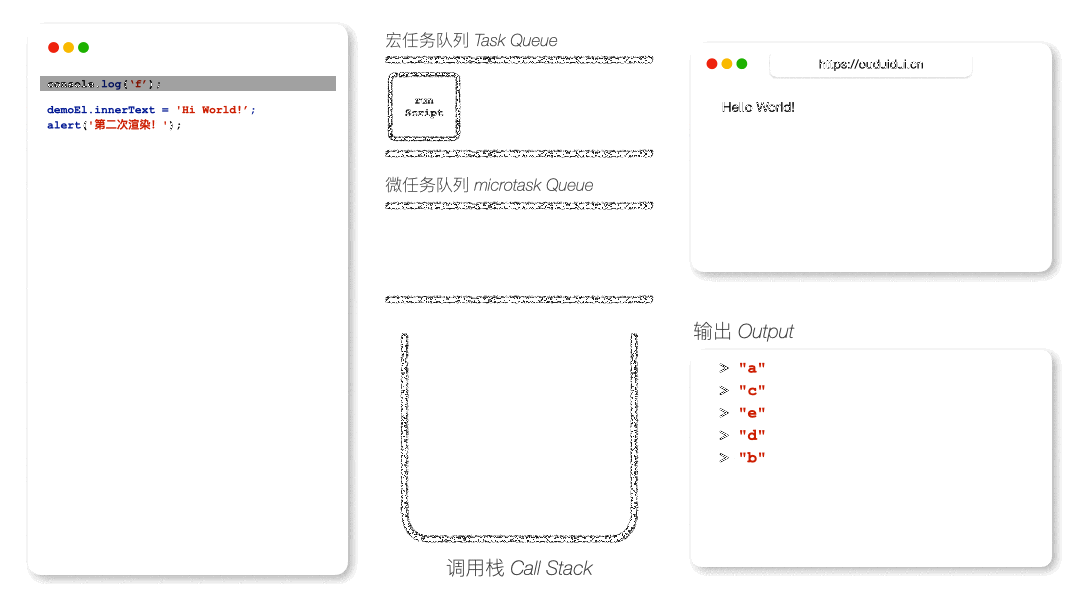 console.log('f');
demoEl.innerText = 'Hi World!';
alert('第二次渲染! ');
宏任务队列 Task Queue
run
Script
微任务队列 microtask Queue
调用栈 Call Stack
https://ouduidui.cn
Hello World!
输出 Output
> "a"
> "c"
> "e"
> "d"
> "b"